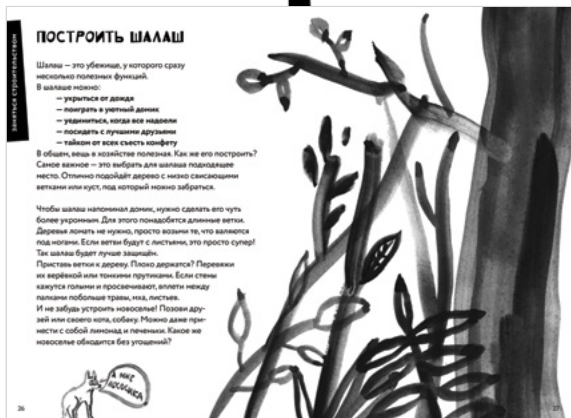 заняться строительством
ПОСТРОИТЬ ШАЛАШ
Шалаш — это убежище, у которого сразу
несколько полезных функций.
В шалаше можно:
— укрыться от дождя
— поиграть в уютный домик
— уединиться, когда все надоели
— посидеть с лучшими друзьями
— тайком от всех съесть конфету
В общем, вещь в хозяйстве полезная. Как же его построить?
Самое важное — это выбрать для шалаша подходящее
место. Отлично подойдёт дерево с низко свисающими
ветками или куст, под который можно забраться.
Чтобы шалаш напоминал домик, нужно сделать его чуть
более укромным. Для этого понадобятся длинные ветки.
Деревья ломать не нужно, просто возьми те, что валяются
под ногами. Если ветви будут с листьями, это просто супер!
Так шалаш будет лучше защищён.
Приставь ветки к дереву. Плохо держатся? Перевяжи
их верёвкой или тонкими прутиками. Если стены
кажутся голыми и просвечивают, вплети между
палками побольше травы, мха, листьев.
И не забудь устроить новоселье! Позови дру-
зей или своего кота, собаку. Можно даже при-
нести с собой лимонад и печеньки. Какое же
новоселье обходится без угощений?
А МНЕ
КОСОЧКА
26
27